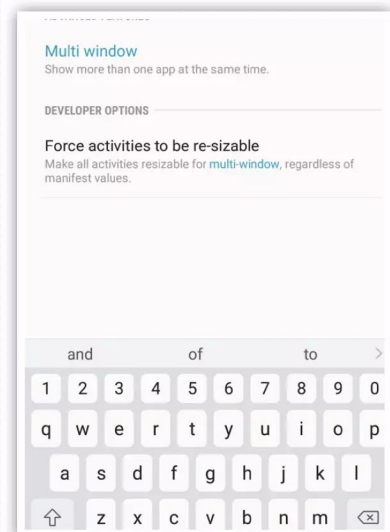 Multi window
Show more than one app at the same time.
DEVELOPER OPTIONS
Force activities to be re-sizable
Make all activities resizable for multi-window, regardless of
manifest values.
and of to
1 2 3 4 5 6 7 8 9 0
q w e r t y u i o p
a s d f g h j k l
z x c v b n m